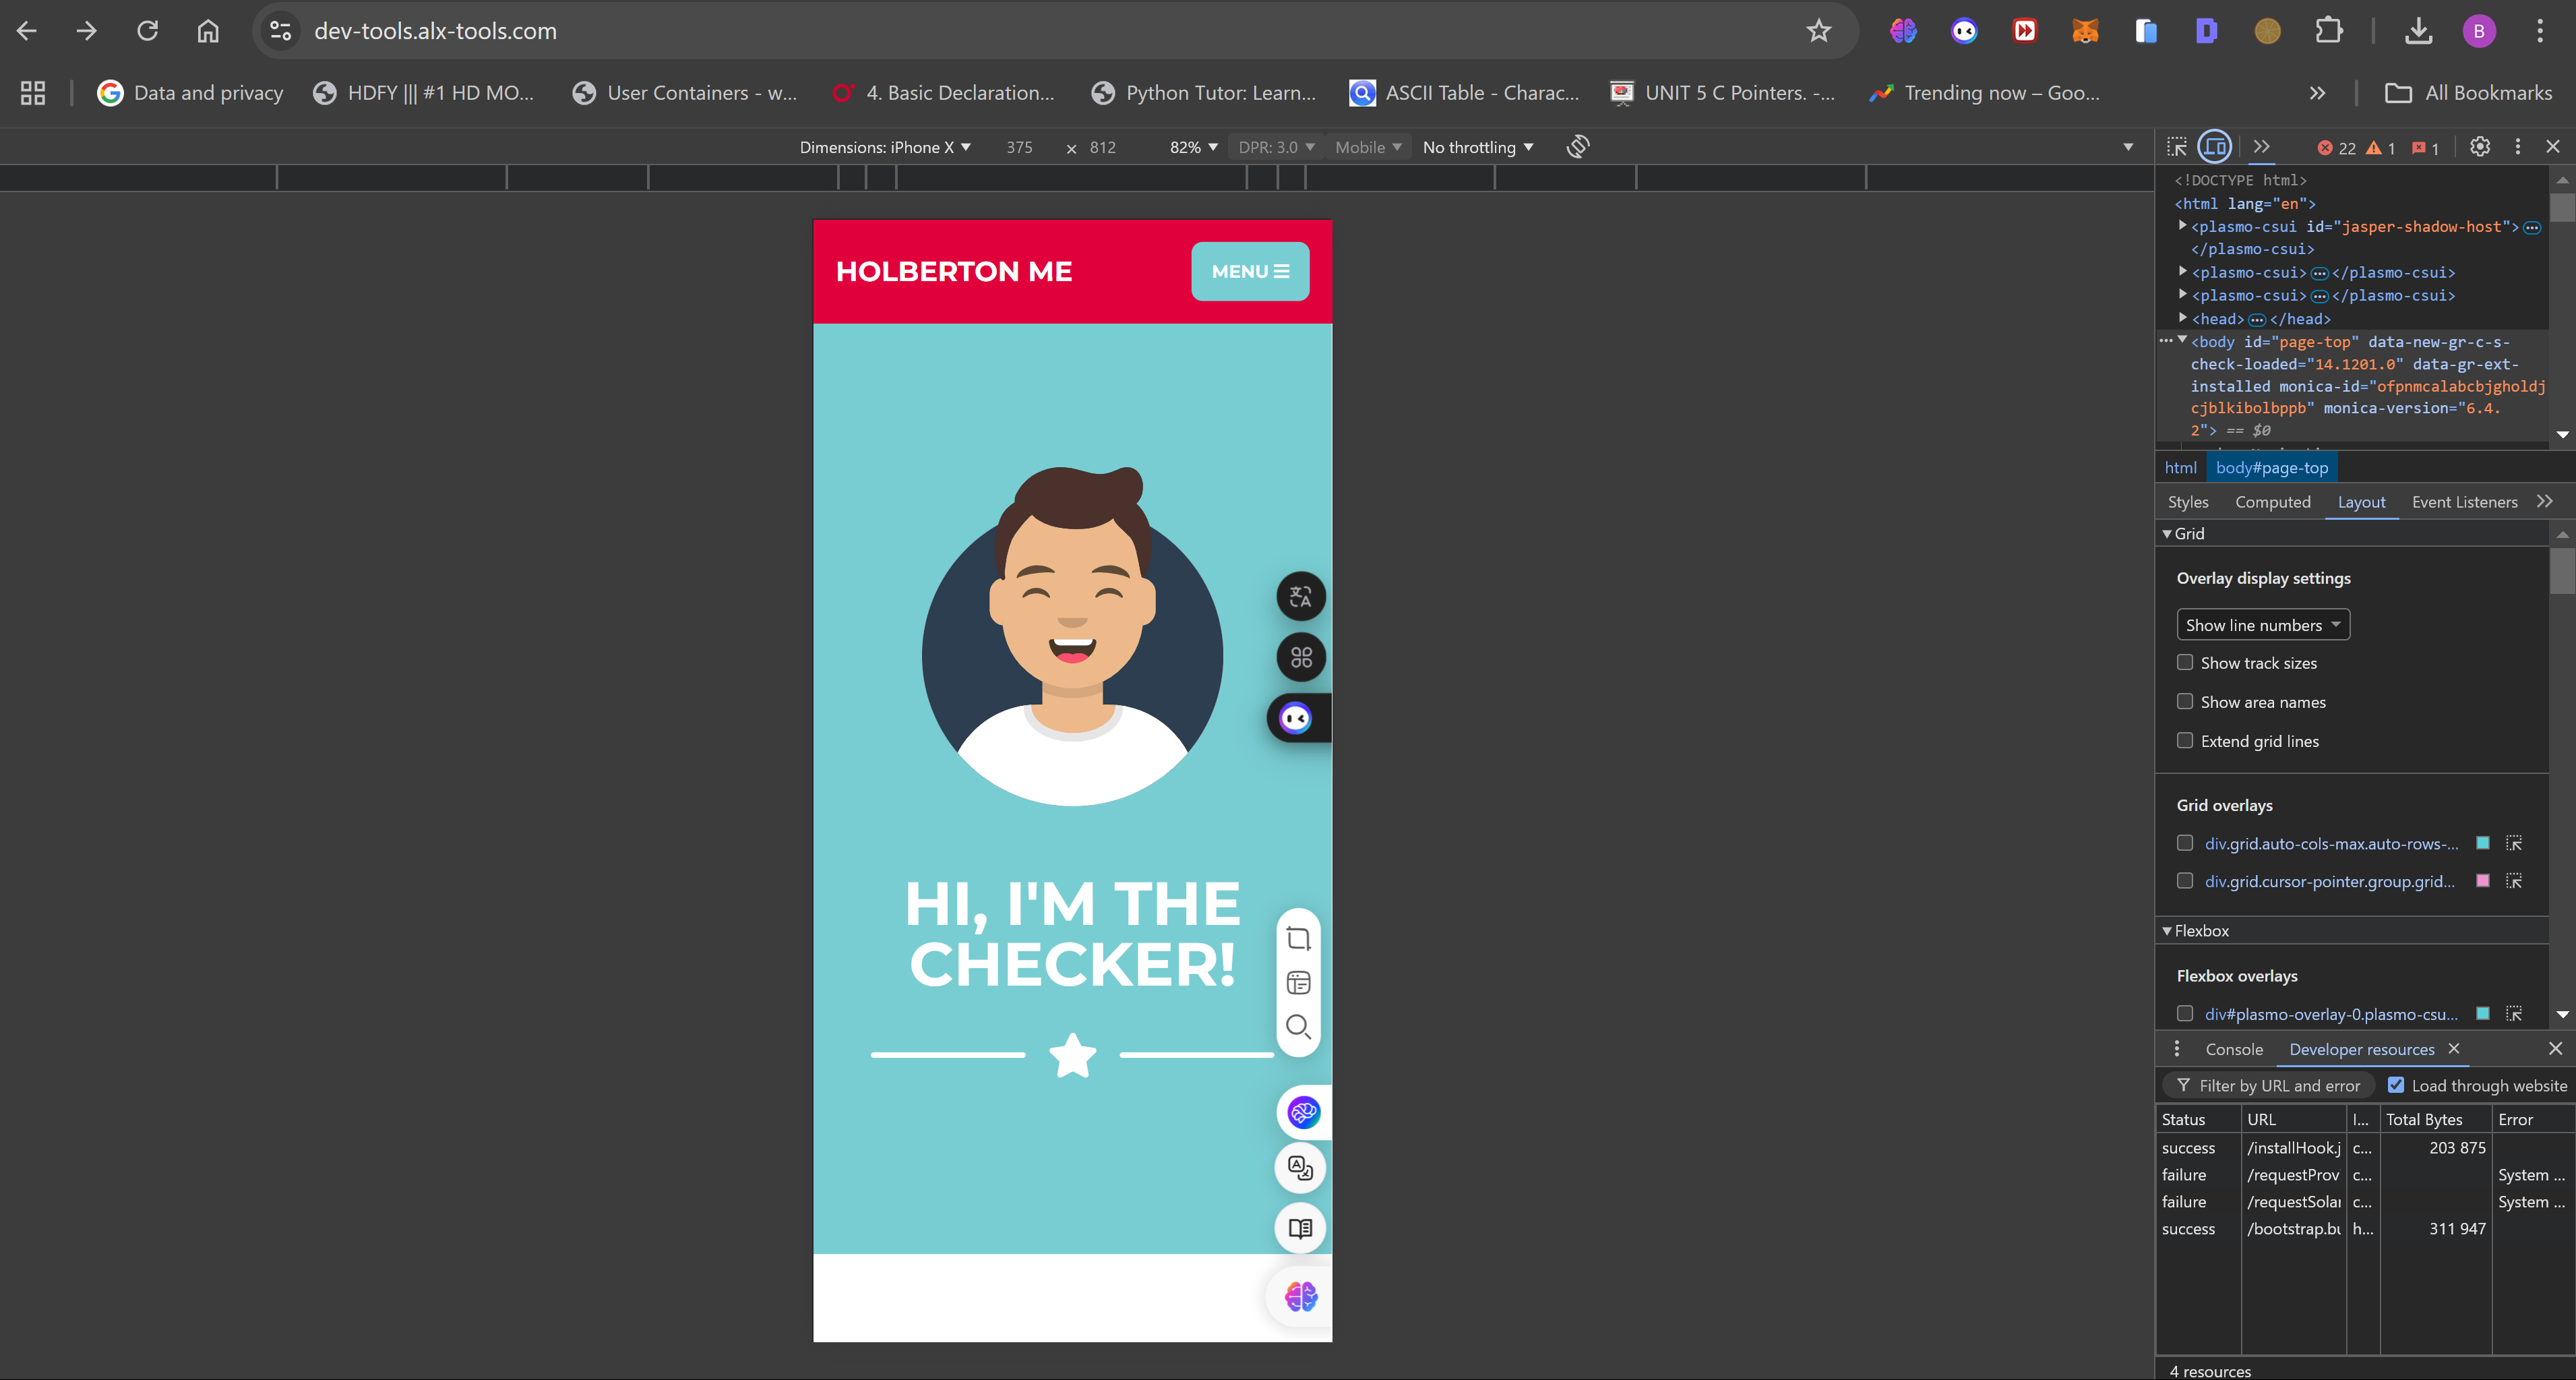 dev-tools.alx-tools.com
B
Data and privacy
HDFY ||| #1 HD MO...
User Containers - w...
4. Basic Declaration...
Python Tutor: Learn...
ASCII Table - Charac...
UNIT 5 C Pointers. -...
Trending now – Goo...
All Bookmarks
Dimensions: iPhone X
375
×
812
82%
DPR: 3.0
Mobile
No throttling
22
1
1
HOLBERTON ME
MENU
HI, I'M THE
CHECKER!
<!DOCTYPE html>
<html lang="en">
<plasmo-csui id="jasper-shadow-host">
</plasmo-csui>
<plasmo-csui>…</plasmo-csui>
<plasmo-csui>…</plasmo-csui>
<head>…</head>
<body id="page-top" data-new-gr-c-s-
check-loaded="14.1201.0" data-gr-ext-
installed monica-id="ofpnmcalabcbjgholdj
cjblkibolbppb" monica-version="6.4.
2"> == $0
html
body#page-top
Styles
Computed
Layout
Event Listeners
Grid
Overlay display settings
Show line numbers
Show track sizes
Show area names
Extend grid lines
Grid overlays
div.grid.auto-cols-max.auto-rows-...
div.grid.cursor-pointer.group.grid...
Flexbox
Flexbox overlays
div#plasmo-overlay-0.plasmo-csu...
Console
Developer resources
Filter by URL and error
Load through website
Status URL I... Total Bytes Error
success /installHook.j c... 203 875
failure /requestProv c... System ...
failure /requestSolar c... System ...
success /bootstrap.bu h... 311 947
4 resources